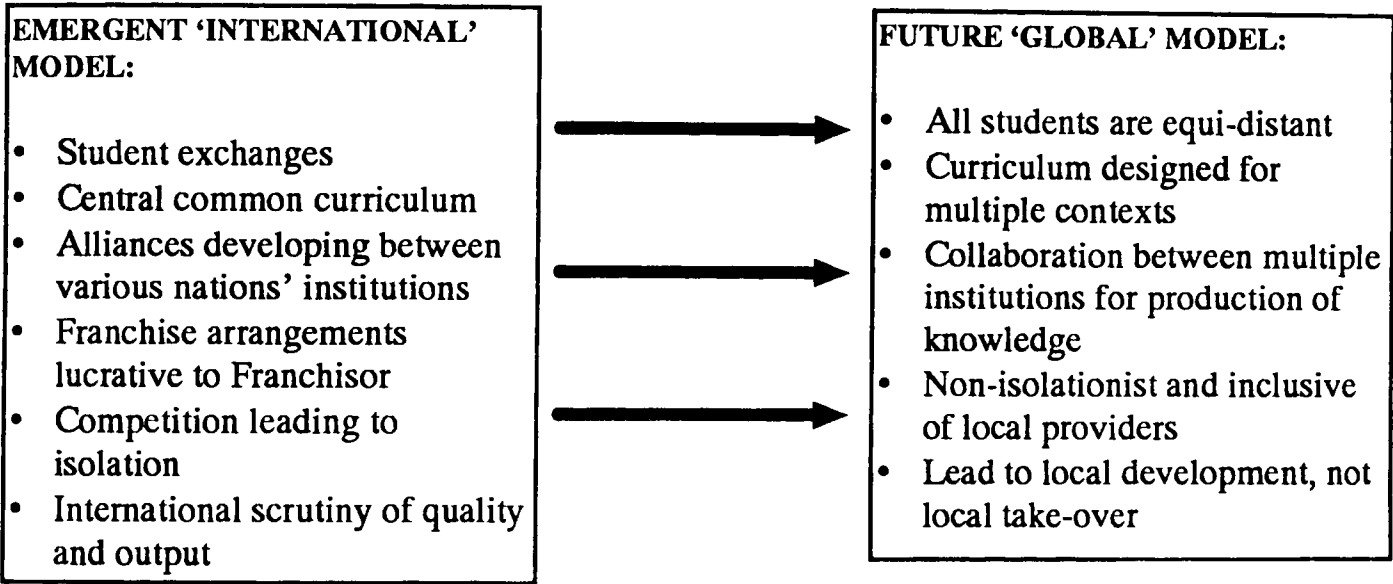 EMERGENT ‘INTERNATIONAL’
MODEL:
• Student exchanges
• Central common curriculum
• Alliances developing between
various nations’ institutions
• Franchise arrangements
lucrative to Franchisor
• Competition leading to
isolation
• International scrutiny of quality
and output
FUTURE ‘GLOBAL’ MODEL:
• All students are equi-distant
• Curriculum designed for
multiple contexts
• Collaboration between multiple
institutions for production of
knowledge
• Non-isolationist and inclusive
of local providers
• Lead to local development, not
local take-over